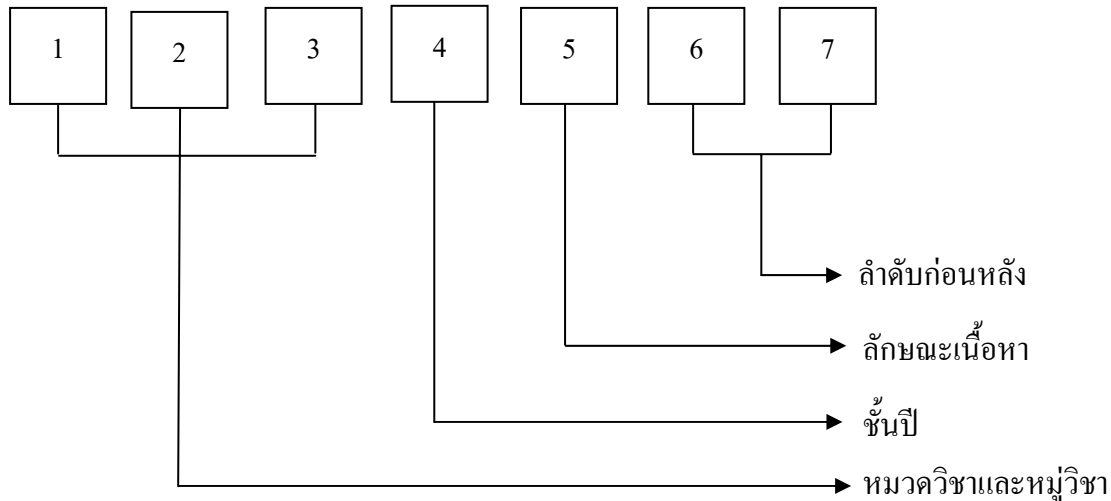 1 2 3 4 5 6 7
ลำดับก่อนหลัง
ลักษณะเนื้อหา
ชั้นปี
หมวดวิชาและหมู่วิชา